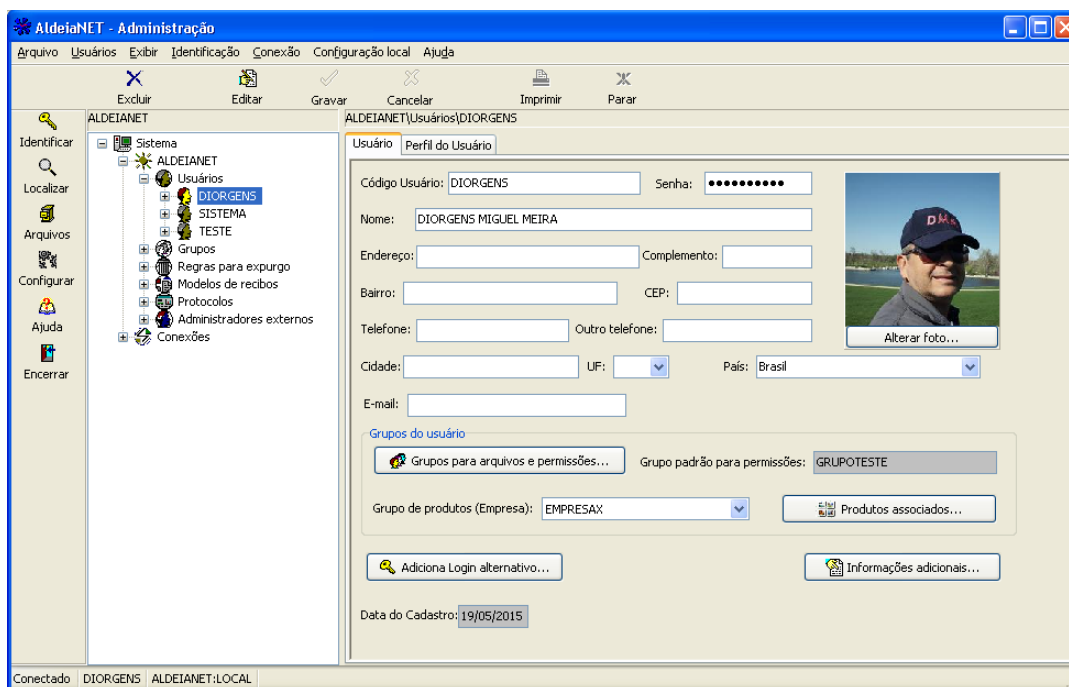 AldeiaNET - Administração
Arquivo Usuários Exibir Identificação Conexão Configuração local Ajuda
Excluir Editar Gravar Cancelar Imprimir Parar
ALDEIANET
ALDEIANET\Usuários\DIORGENS
Identificar
Localizar
Arquivos
Configurar
Ajuda
Encerrar
Sistema
ALDEIANET
Usuários
DIORGENS
SISTEMA
TESTE
Grupos
Regras para expurgo
Modelos de recibos
Protocolos
Administradores externos
Conexões
Usuário Perfil do Usuário
Código Usuário: DIORGENS Senha: ●●●●●●●●●●
Nome: DIORGENS MIGUEL MEIRA
Endereço: Complemento:
Bairro: CEP:
Telefone: Outro telefone:
Alterar foto...
Cidade: UF: País: Brasil
E-mail:
Grupos do usuário
Grupos para arquivos e permissões... Grupo padrão para permissões: GRUPOTESTE
Grupo de produtos (Empresa): EMPRESAX Produtos associados...
Adiciona Login alternativo... Informações adicionais...
Data do Cadastro: 19/05/2015
Conectado DIORGENS ALDEIANET:LOCAL